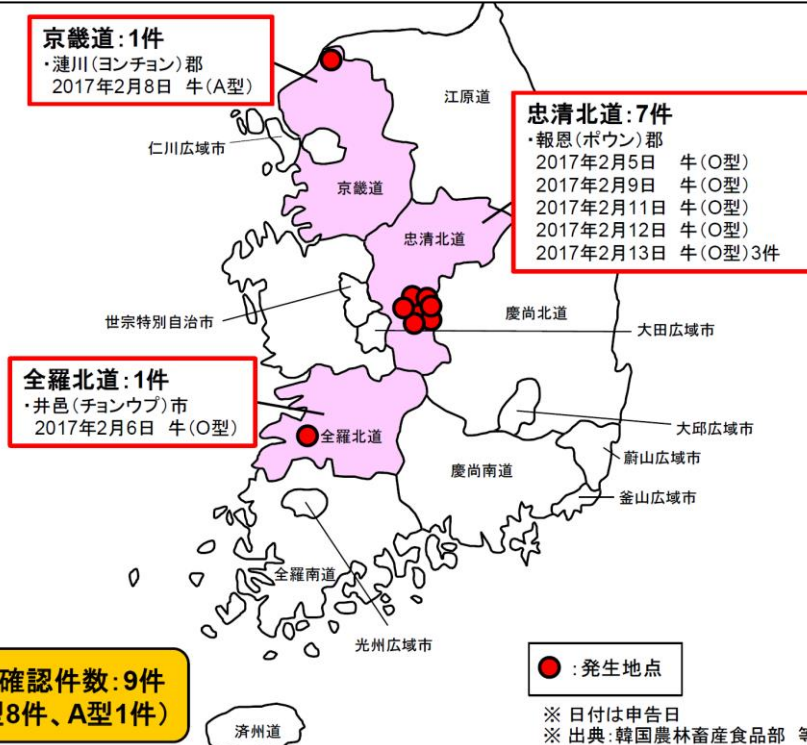 京畿道：1件
・漣川（ヨンチョン）郡
2017年2月8日 牛（A型）
江原道
忠清北道：7件
・報恩（ポウン）郡
2017年2月5日 牛（O型）
2017年2月9日 牛（O型）
2017年2月11日 牛（O型）
2017年2月12日 牛（O型）
2017年2月13日 牛（O型）3件
仁川広域市
京畿道
忠清北道
世宗特別自治市
慶尚北道
大田広域市
全羅北道：1件
・井邑（チョンウプ）市
2017年2月6日 牛（O型）
全羅北道
大邱広域市
慶尚南道
蔚山広域市
釜山広域市
全羅南道
光州広域市
確認件数：9件
型8件、A型1件）
：発生地点
済州道
※ 日付は申告日
※ 出典：韓国農林畜産食品部 等